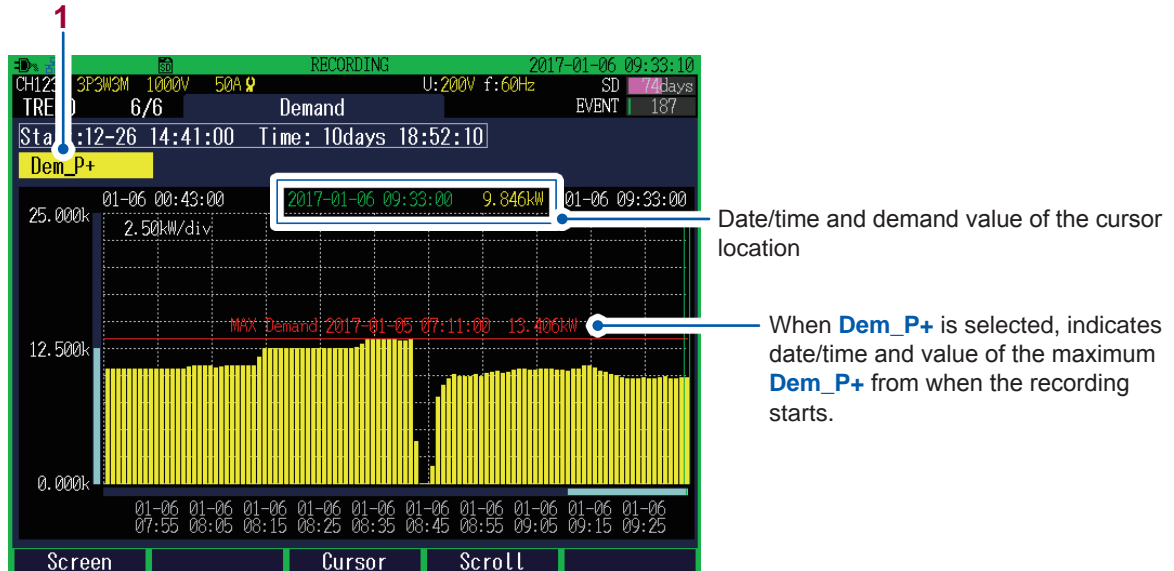 1
SD RECORDING 2017-01-06 09:33:10
CH123 3P3W3M 1000V 50A U:200V f:60Hz SD 74days
TREND 6/6 Demand EVENT 187
:12-26 14:41:00 Time: 10days 18:52:10
Dem_P+
01-06 00:43:00 2017-01-06 09:33:00 9.846kW 01-06 09:33:00
25.000k
2.50kW/div
MAX Demand 2017-01-05 07:11:00 13.406kW
12.500k
0.000k
01-06 01-06 01-06 01-06 01-06 01-06 01-06 01-06 01-06 01-06
07:55 08:05 08:15 08:25 08:35 08:45 08:55 09:05 09:15 09:25
Screen Cursor Scroll
Date/time and demand value of the cursor
location
When Dem_P+ is selected, indicates
date/time and value of the maximum
Dem_P+ from when the recording
starts.